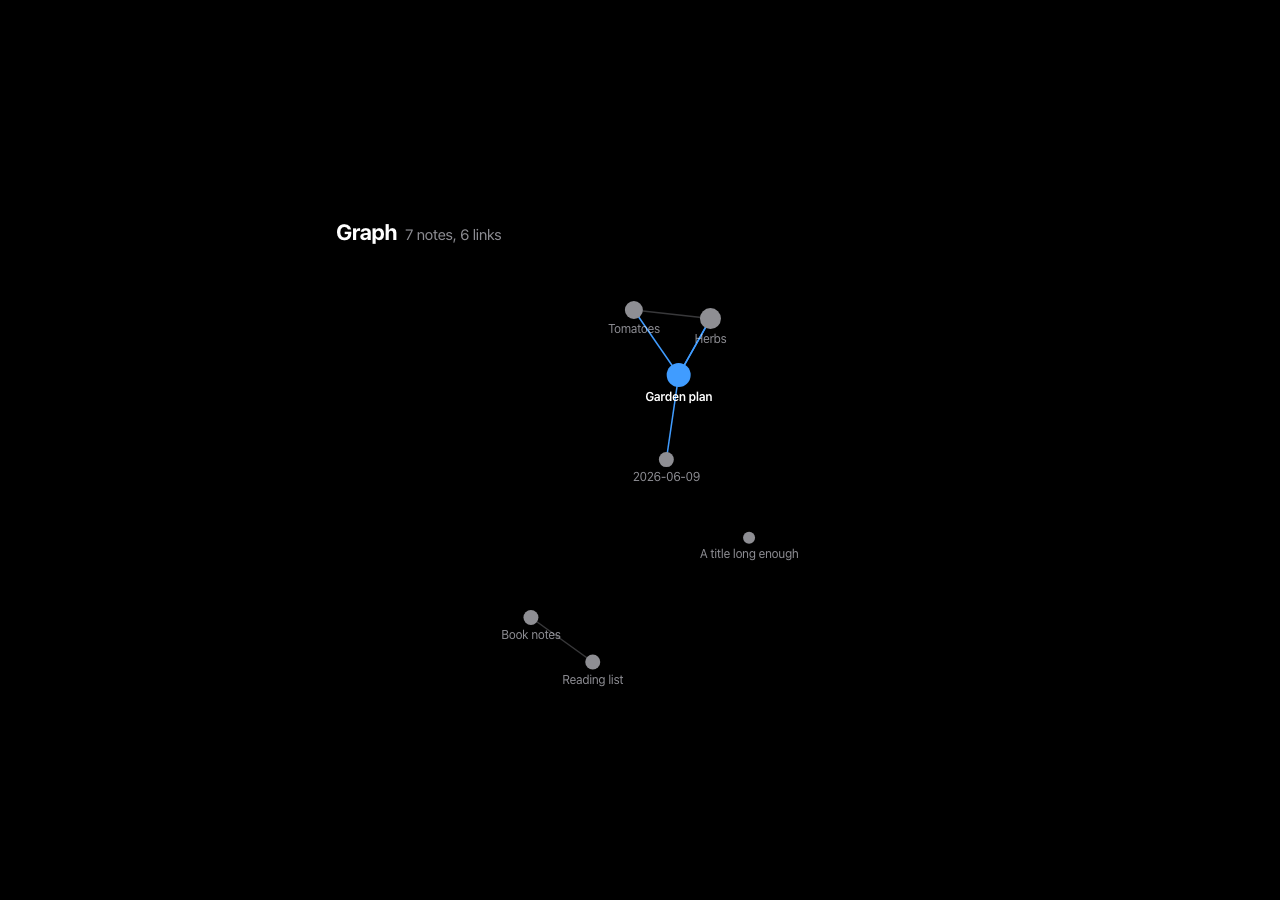 Graph 7 notes, 6 links
Tomatoes
Herbs
Garden plan
2026-06-09
A title long enough
Book notes
Reading list